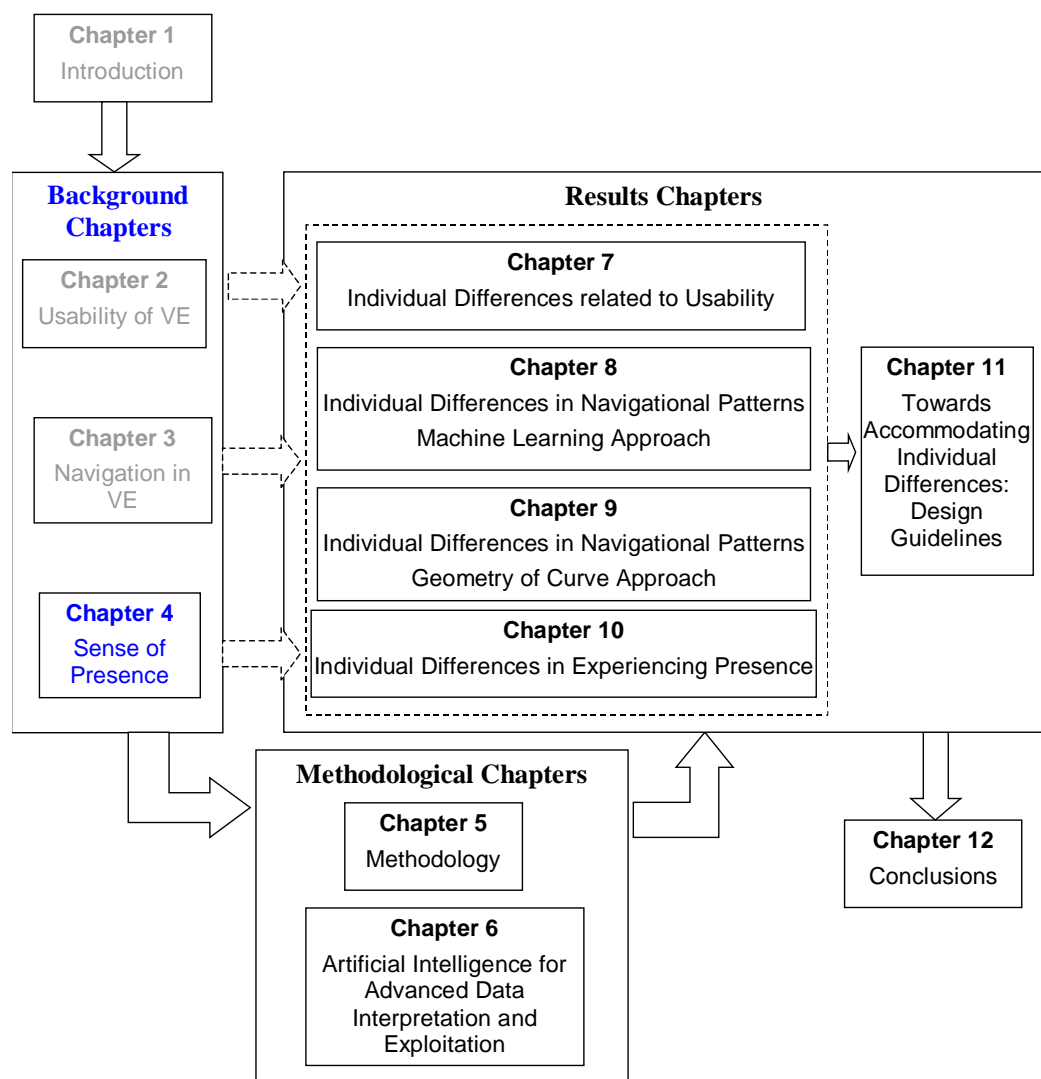 Chapter 1
Introduction
Background
Chapters
Chapter 2
Usability of VE
Chapter 3
Navigation in
VE
Chapter 4
Sense of
Presence
Results Chapters
Chapter 7
Individual Differences related to Usability
Chapter 8
Individual Differences in Navigational Patterns
Machine Learning Approach
Chapter 9
Individual Differences in Navigational Patterns
Geometry of Curve Approach
Chapter 10
Individual Differences in Experiencing Presence
Chapter 11
Towards
Accommodating
Individual
Differences:
Design
Guidelines
Methodological Chapters
Chapter 5
Methodology
Chapter 6
Artificial Intelligence for
Advanced Data
Interpretation and
Exploitation
Chapter 12
Conclusions